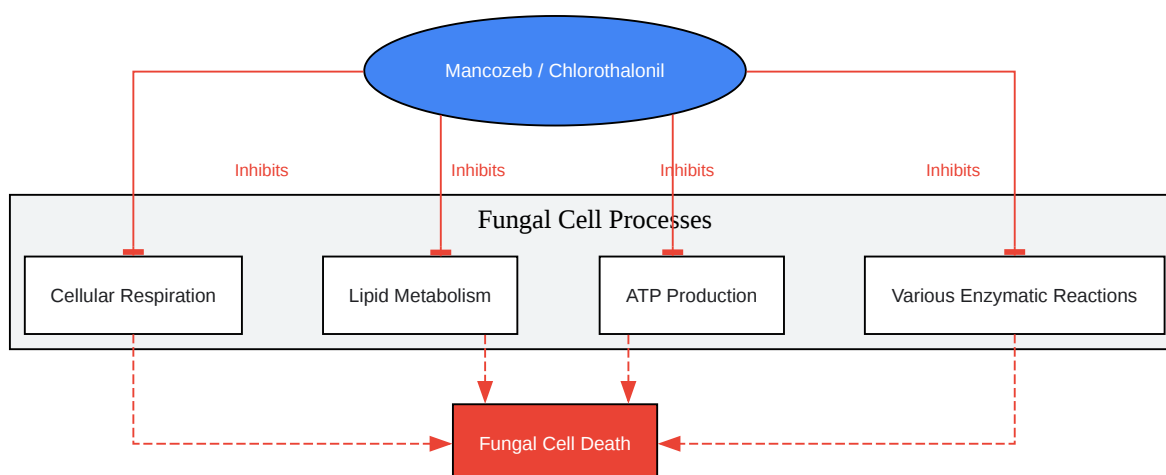 Mancozeb / Chlorothalonil
Inhibits
Inhibits
Inhibits
Inhibits
Fungal Cell Processes
Cellular Respiration
Lipid Metabolism
ATP Production
Various Enzymatic Reactions
Fungal Cell Death